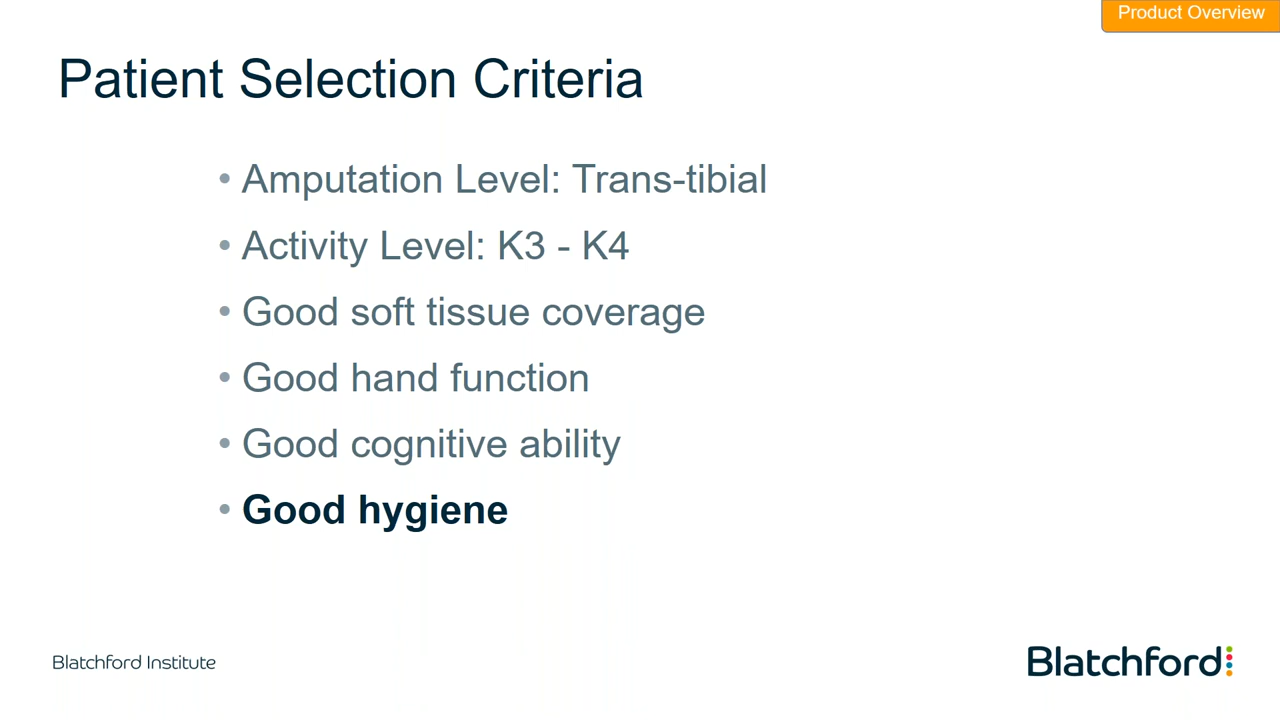 Product Overview
Patient Selection Criteria
• Amputation Level: Trans-tibial
• Activity Level: K3 - K4
• Good soft tissue coverage
• Good hand function
• Good cognitive ability
• Good hygiene
Blatchford Institute
Blatchford